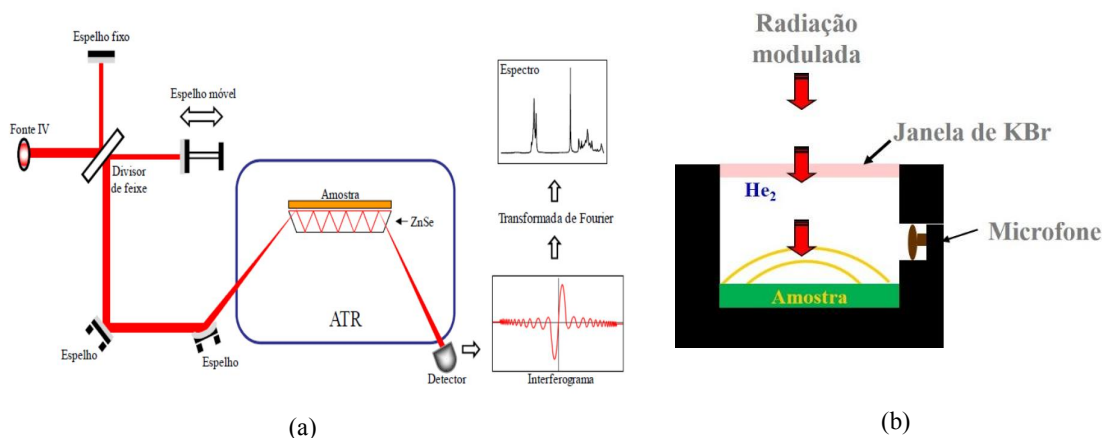 Espelho fixo
Espelho móvel
Fonte IV
Divisor
de feixe
Amostra
ZnSe
ATR
Espelho
Espelho
Detector
Espectro
Transformada de Fourier
Interferograma
(a)
Radiação
modulada
Janela de KBr
He2
Microfone
Amostra
(b)